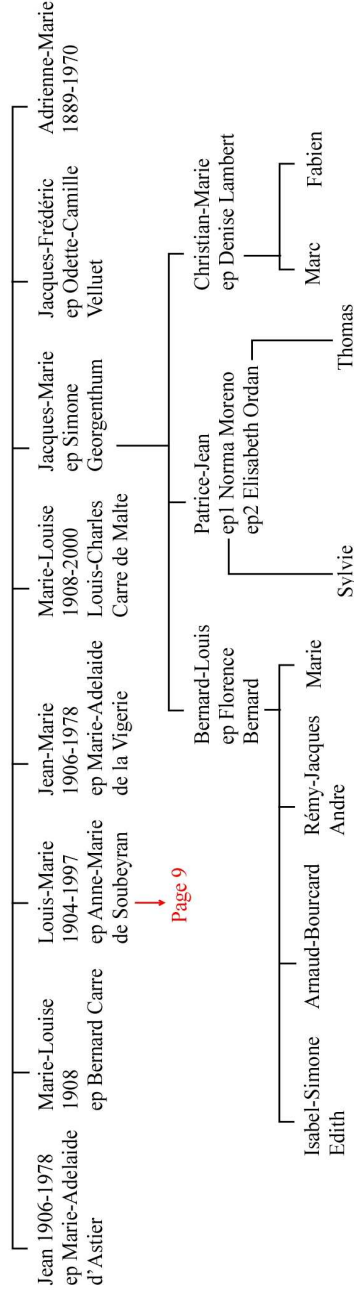 Jean 1906-1978
ep Marie-Adelaide
d'Astier
Marie-Louise
1908
ep Bernard Carre
Louis-Marie
1904-1997
ep Anne-Marie
de Soubeyran
Page 9
Jean-Marie
1906-1978
ep Marie-Adelaide
de la Vigerie
Marie-Louise
1908-2000
Louis-Charles
Carre de Malte
Jacques-Marie
ep Simone
Georgenthum
Jacques-Frédéric
ep Odette-Camille
Velluet
Adrienne-Marie
1889-1970
Bernard-Louis
ep Florence
Bernard
Patrice-Jean
ep1 Norma Moreno
ep2 Elisabeth Ordan
Christian-Marie
ep Denise Lambert
Isabel-Simone
Edith
Arnaud-Bourcard
Rémy-Jacques
Andre
Marie
Sylvie
Thomas
Marc
Fabien